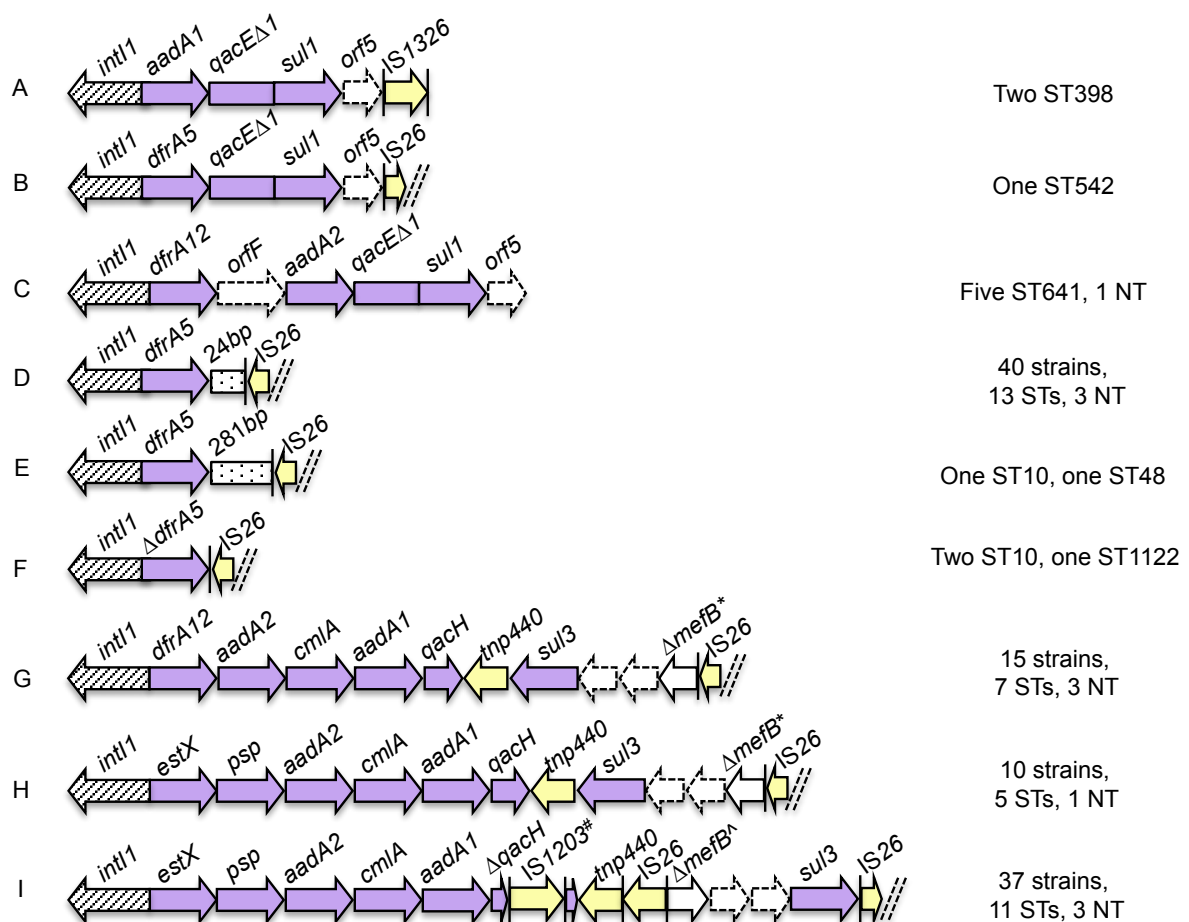 intI1 aadA1 qacEΔ1 sul1 orf5 IS1326
A
Two ST398
intI1 dfrA5 qacEΔ1 sul1 orf5 IS26
B
One ST542
intI1 dfrA12 orfF aadA2 qacEΔ1 sul1 orf5
C
Five ST641, 1 NT
intI1 dfrA5 24bp IS26
D
40 strains,
13 STs, 3 NT
intI1 dfrA5 281bp IS26
E
One ST10, one ST48
intI1 ΔdfrA5 IS26
F
Two ST10, one ST1122
intI1 dfrA12 aadA2 cmlA aadA1 qacH tnp440 sul3 ΔmefB* IS26
G
15 strains,
7 STs, 3 NT
intI1 estX psp aadA2 cmlA aadA1 qacH tnp440 sul3 ΔmefB* IS26
H
10 strains,
5 STs, 1 NT
intI1 estX psp aadA2 cmlA aadA1 ΔqacH IS1203# tnp440 IS26 ΔmefB^ sul3 IS26
I
37 strains,
11 STs, 3 NT